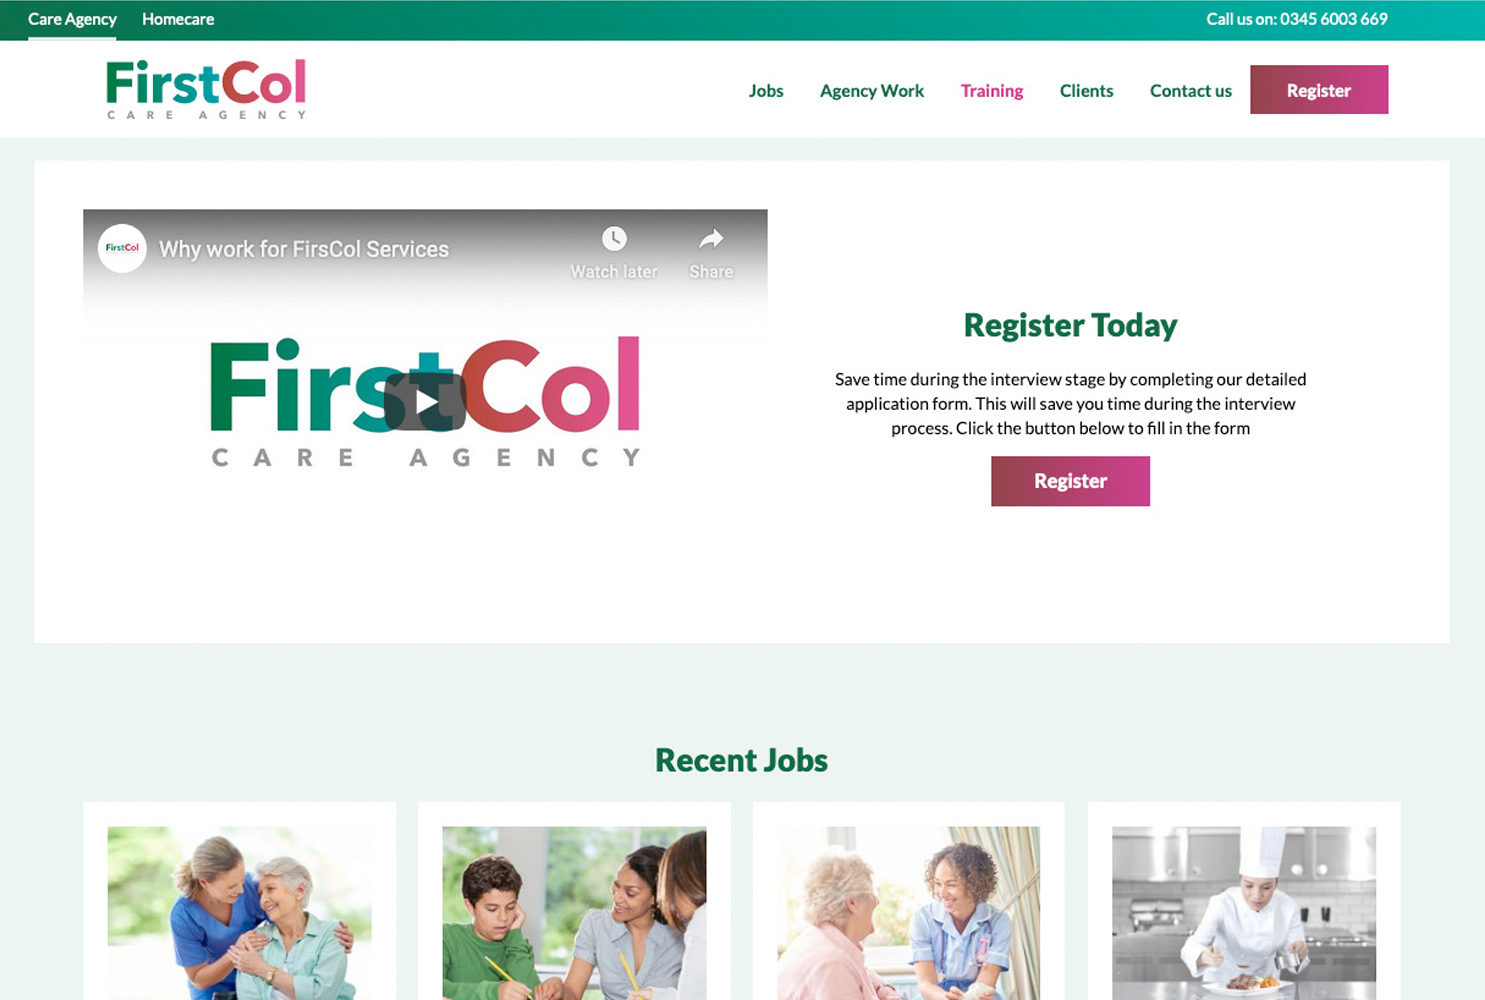 Care Agency Homecare Call us on: 0345 6003 669
FirstCol
CARE AGENCY
Jobs Agency Work Training Clients Contact us Register
FirstCol Why work for FirsCol Services Watch later Share
FirstCol
CARE AGENCY
Register Today
Save time during the interview stage by completing our detailed
application form. This will save you time during the interview
process. Click the button below to fill in the form
Register
Recent Jobs